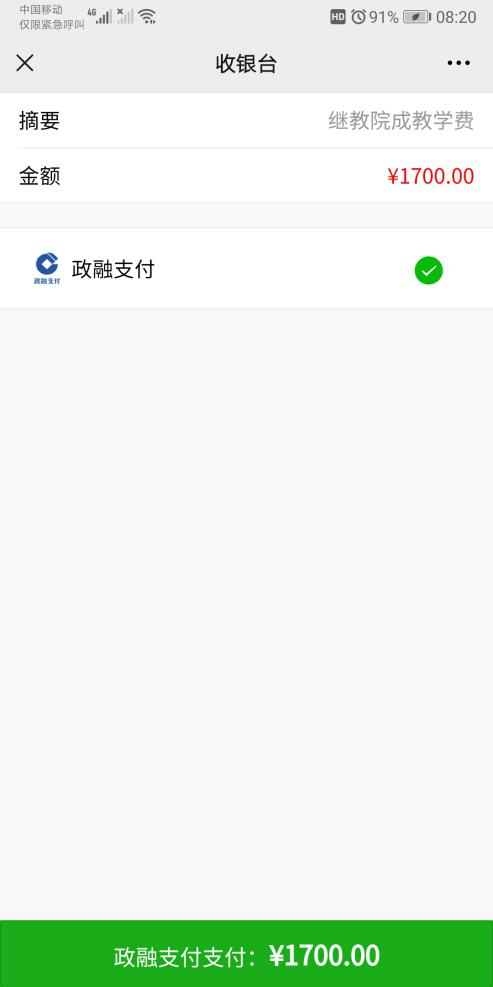 中国移动
仅限紧急呼叫
4G
HD
91%
08:20
收银台
摘要
继教院成教学费
金额
¥1700.00
政融支付
政融支付
政融支付支付：¥1700.00